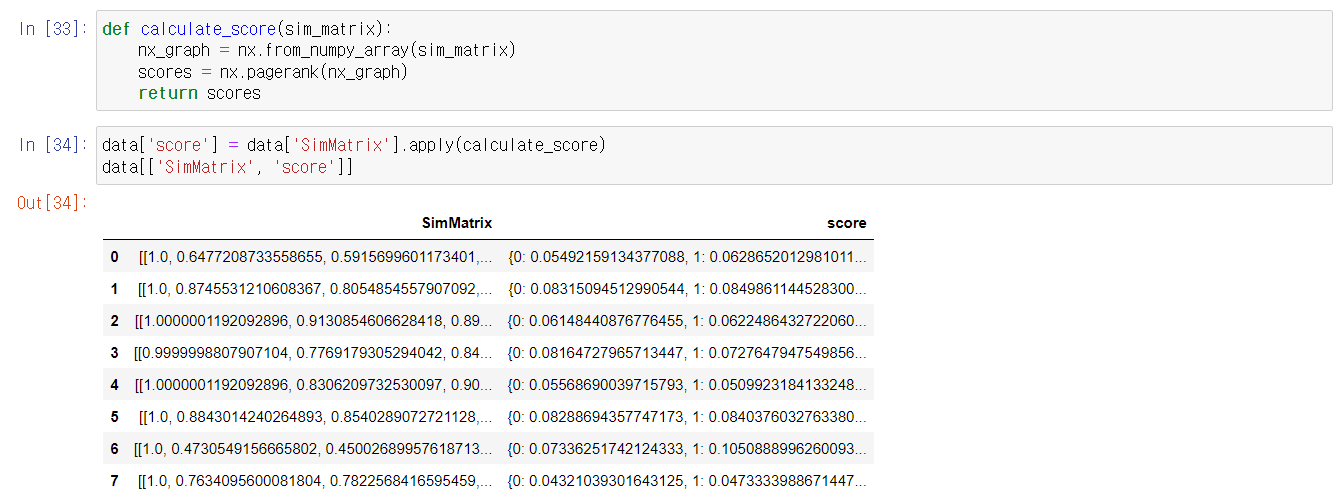 In [33]: def calculate_score(sim_matrix):
    nx_graph = nx.from_numpy_array(sim_matrix)
    scores = nx.pagerank(nx_graph)
    return scores
In [34]: data['score'] = data['SimMatrix'].apply(calculate_score)
data[['SimMatrix', 'score']]
Out[34]:
SimMatrix score
0 [[1.0, 0.6477208733558655, 0.5915699601173401,... {0: 0.05492159134377088, 1: 0.0628652012981011...
1 [[1.0, 0.8745531210608367, 0.8054854557907092,... {0: 0.08315094512990544, 1: 0.0849861144528300...
2 [[1.0000001192092896, 0.9130854606628418, 0.89... {0: 0.06148440876776455, 1: 0.0622486432722060...
3 [[0.9999998807907104, 0.7769179305294042, 0.84... {0: 0.08164727965713447, 1: 0.0727647947549856...
4 [[1.0000001192092896, 0.8306209732530097, 0.90... {0: 0.05568690039715793, 1: 0.0509923184133248...
5 [[1.0, 0.8843014240264893, 0.8540289072721128,... {0: 0.08288694357747173, 1: 0.0840376032763380...
6 [[1.0, 0.4730549156665802, 0.45002689957618713... {0: 0.07336251742124333, 1: 0.1050888996260093...
7 [[1.0, 0.7634095600081804, 0.7822568416595459,... {0: 0.04321039301643125, 1: 0.0473333988671447...